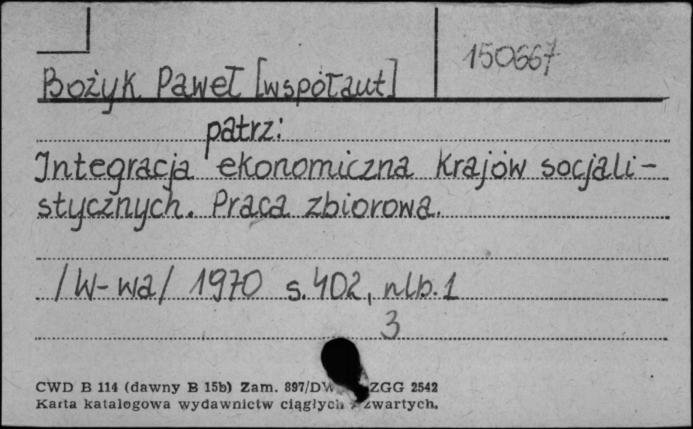 150667
Bożyk Paweł [współaut]
patrz:
Integracja ekonomiczna krajów socjali-
stycznych. Praca zbiorowa.
/W-wa/ 1970 s. 402, nlb. 1
3
CWD B 114 (dawny B 15b) Zam. 897/DW ZGG 2542
Karta katalogowa wydawnictw ciągłych zwartych.